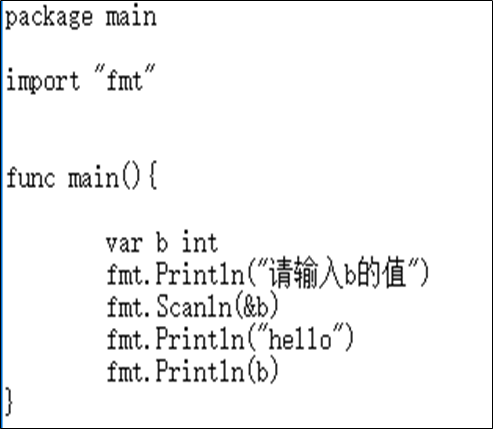 package main
import "fmt"
func main(){
var b int
fmt.Println("请输入b的值")
fmt.Scanln(&b)
fmt.Println("hello")
fmt.Println(b)
}